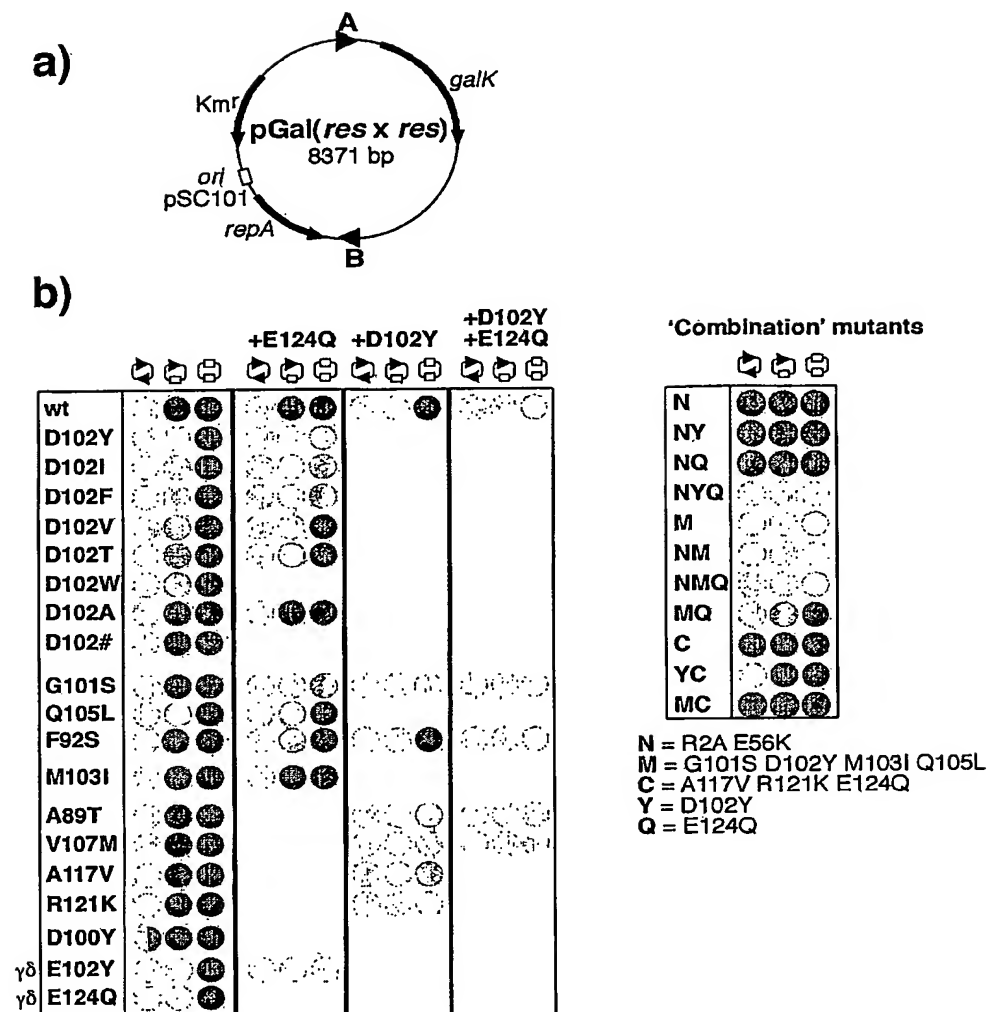 a)
A
galK
Kmr
pGal(res x res)
8371 bp
ori
pSC101
repA
B
b)
+E124Q
+D102Y
+D102Y
+E124Q
wt
D102Y
D102I
D102F
D102V
D102T
D102W
D102A
D102#
G101S
Q105L
F92S
M103I
A89T
V107M
A117V
R121K
D100Y
γδ E102Y
γδ E124Q
'Combination' mutants
N
NY
NQ
NYQ
M
NM
NMQ
MQ
C
YC
MC
N = R2A E56K
M = G101S D102Y M103I Q105L
C = A117V R121K E124Q
Y = D102Y
Q = E124Q